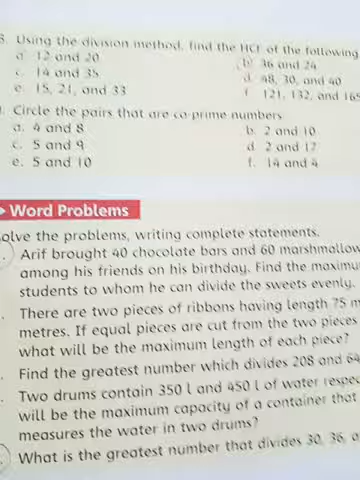 3. Using the division method, find the HCF of the following
a. 12 and 20
b. 36 and 24
c. 14 and 35
d. 48, 30, and 40
e. 15, 21, and 33
f. 121, 132, and 165
. Circle the pairs that are co-prime numbers
a. 4 and 8
b. 2 and 10
c. 5 and 9
d. 2 and 17
e. 5 and 10
f. 14 and 4
Word Problems
olve the problems, writing complete statements.
. Arif brought 40 chocolate bars and 60 marshmallow
among his friends on his birthday. Find the maximu
students to whom he can divide the sweets evenly.
. There are two pieces of ribbons having length 75 m
metres. If equal pieces are cut from the two pieces
what will be the maximum length of each piece?
. Find the greatest number which divides 208 and 64
. Two drums contain 350 l and 450 l of water respec
will be the maximum capacity of a container that
measures the water in two drums?
What is the greatest number that divides 30, 36, a